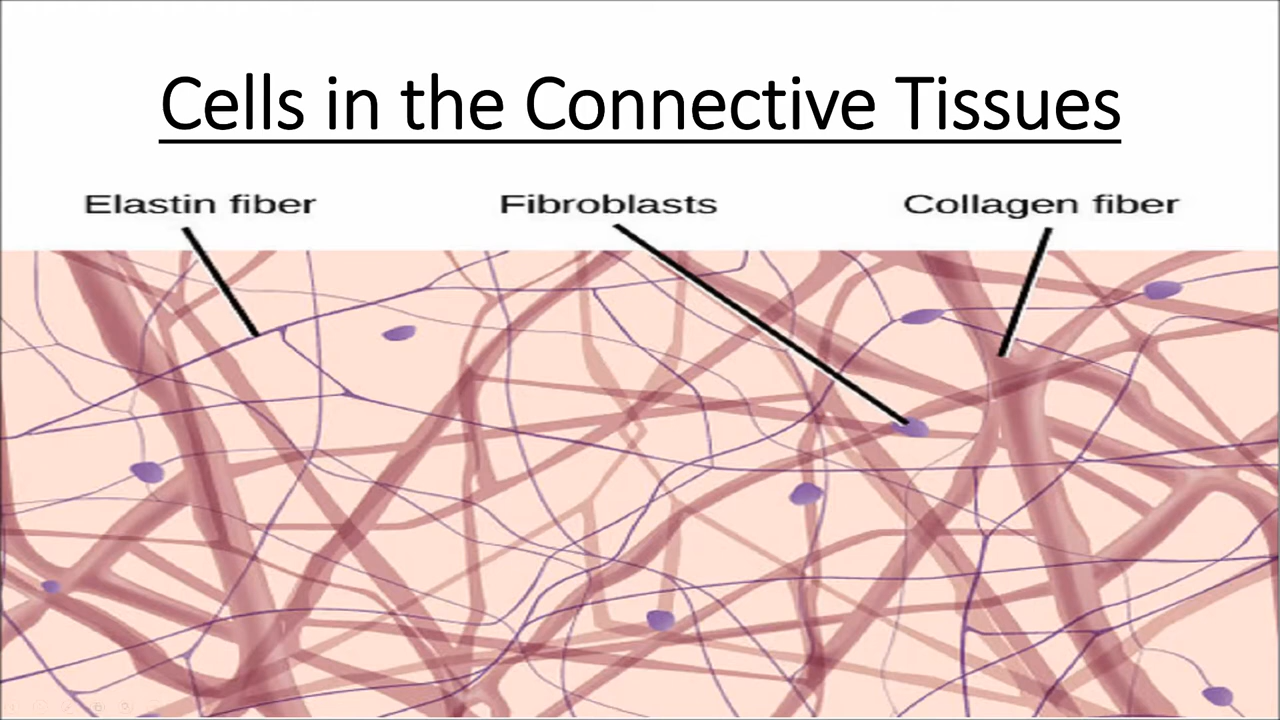 Cells in the Connective Tissues
Elastin fiber
Fibroblasts
Collagen fiber